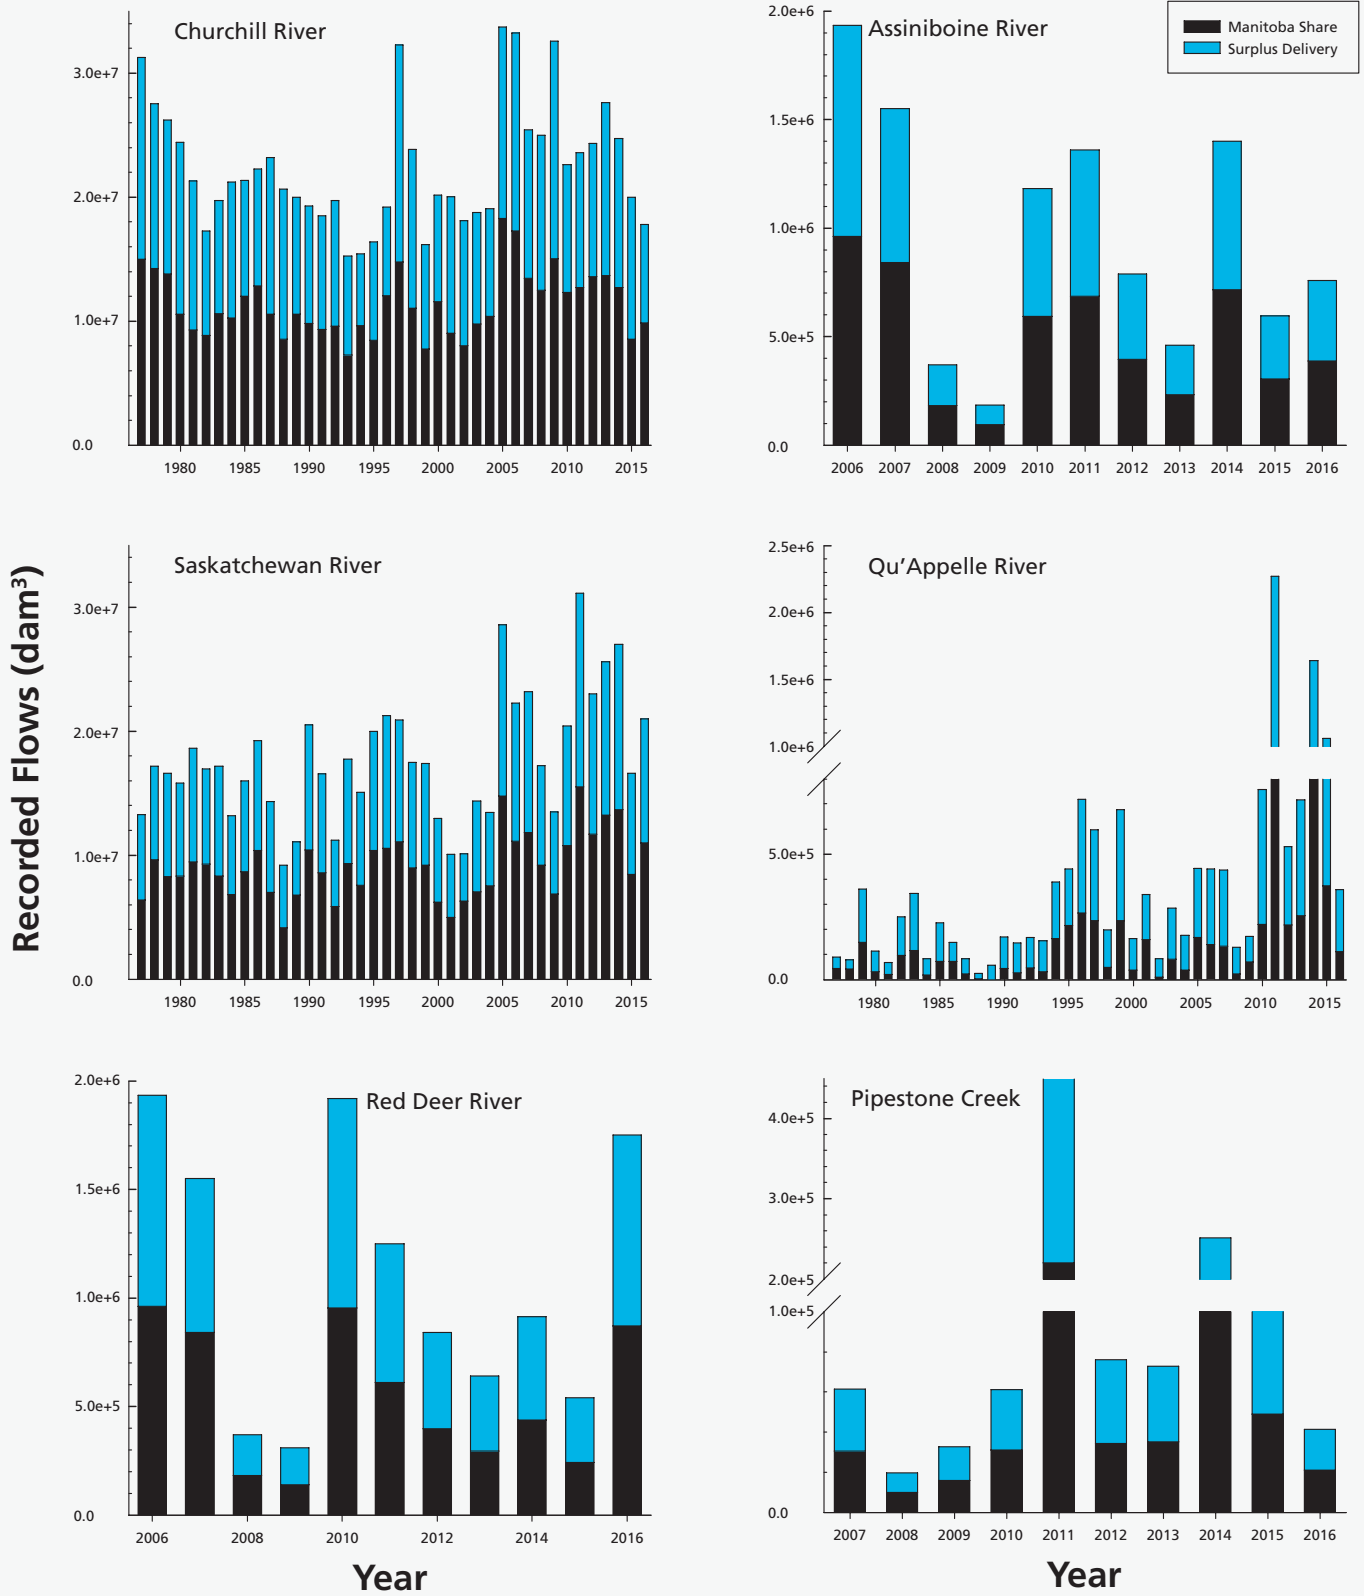 Churchill River
3.0e+7
2.0e+7
1.0e+7
0.0
1980 1985 1990 1995 2000 2005 2010 2015
Assiniboine River
Manitoba Share
Surplus Delivery
2.0e+6
1.5e+6
1.0e+6
5.0e+5
0.0
2006 2007 2008 2009 2010 2011 2012 2013 2014 2015 2016
Recorded Flows (dam³)
Saskatchewan River
3.0e+7
2.0e+7
1.0e+7
0.0
1980 1985 1990 1995 2000 2005 2010 2015
Qu’Appelle River
2.5e+6
2.0e+6
1.5e+6
1.0e+6
5.0e+5
0.0
1980 1985 1990 1995 2000 2005 2010 2015
Red Deer River
2.0e+6
1.5e+6
1.0e+6
5.0e+5
0.0
2006 2008 2010 2012 2014 2016
Year
Pipestone Creek
4.0e+5
3.0e+5
2.0e+5
1.0e+5
0.0
2007 2008 2009 2010 2011 2012 2013 2014 2015 2016
Year